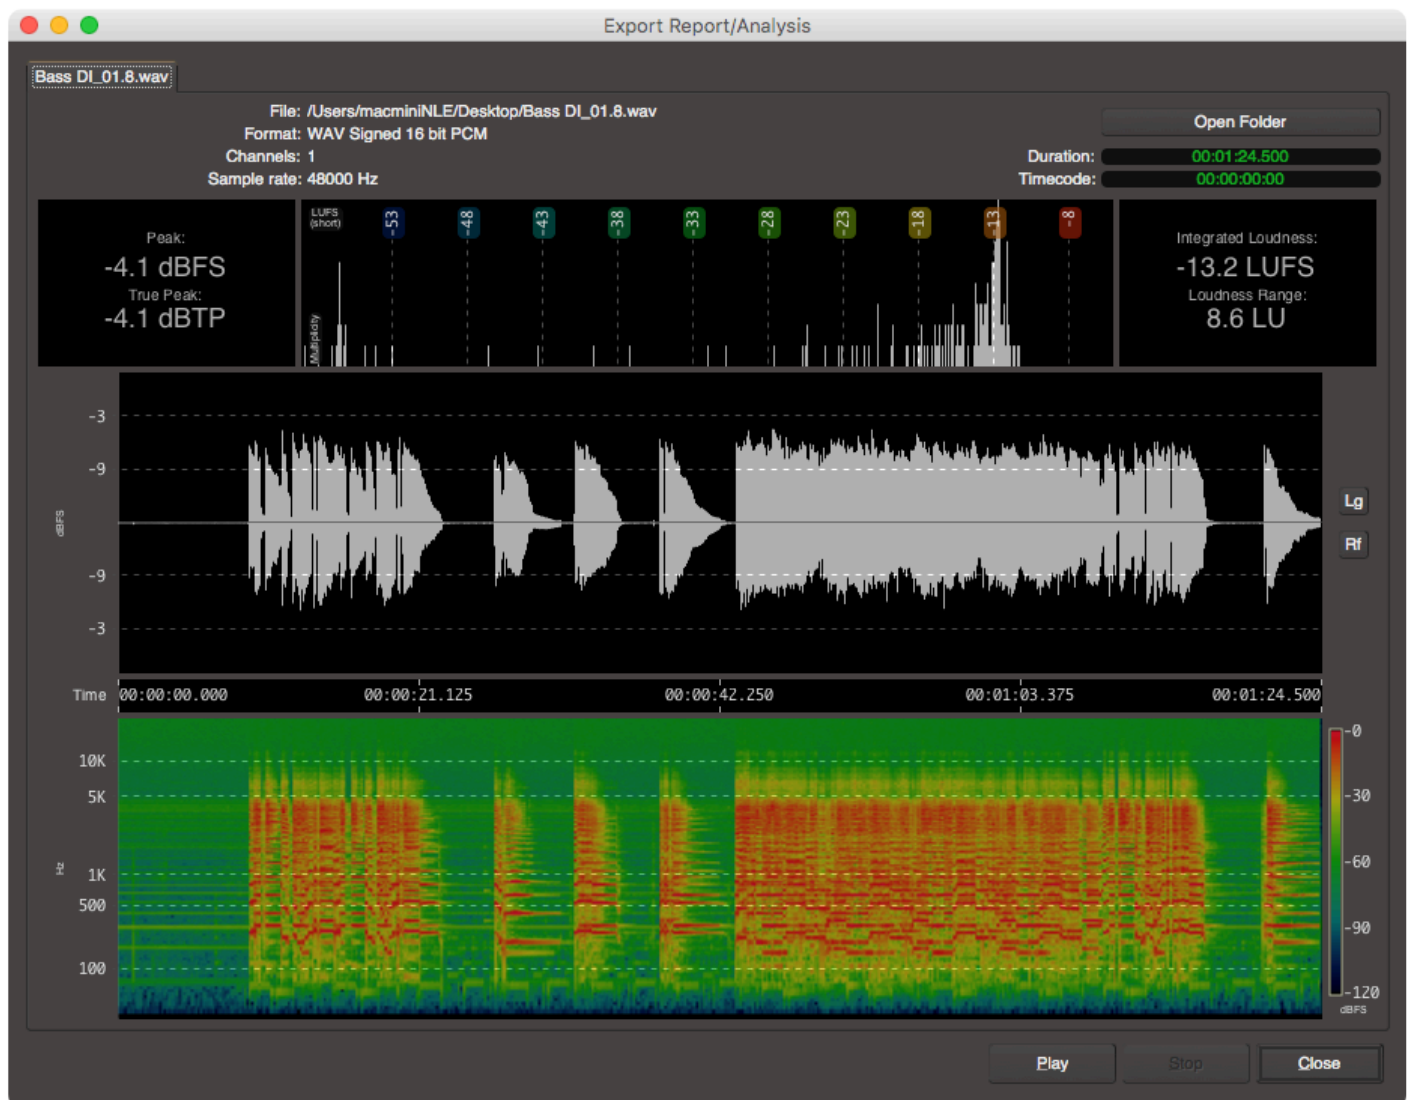 Export Report/Analysis
Bass DI_01.8.wav
File: /Users/macminiNLE/Desktop/Bass DI_01.8.wav
Format: WAV Signed 16 bit PCM
Channels: 1
Sample rate: 48000 Hz
Open Folder
Duration: 00:01:24.500
Timecode: 00:00:00:00
Peak:
-4.1 dBFS
True Peak:
-4.1 dBTP
LUFS
(short)
-53 -48 -43 -38 -33 -28 -23 -18 -13 -8
Multiplicity
Integrated Loudness:
-13.2 LUFS
Loudness Range:
8.6 LU
-3
-9
dBFS
-9
-3
Lg
Rf
Time 00:00:00.000 00:00:21.125 00:00:42.250 00:01:03.375 00:01:24.500
10K
5K
Hz
1K
500
100
-0
-30
-60
-90
-120
dBFS
Play Stop Close